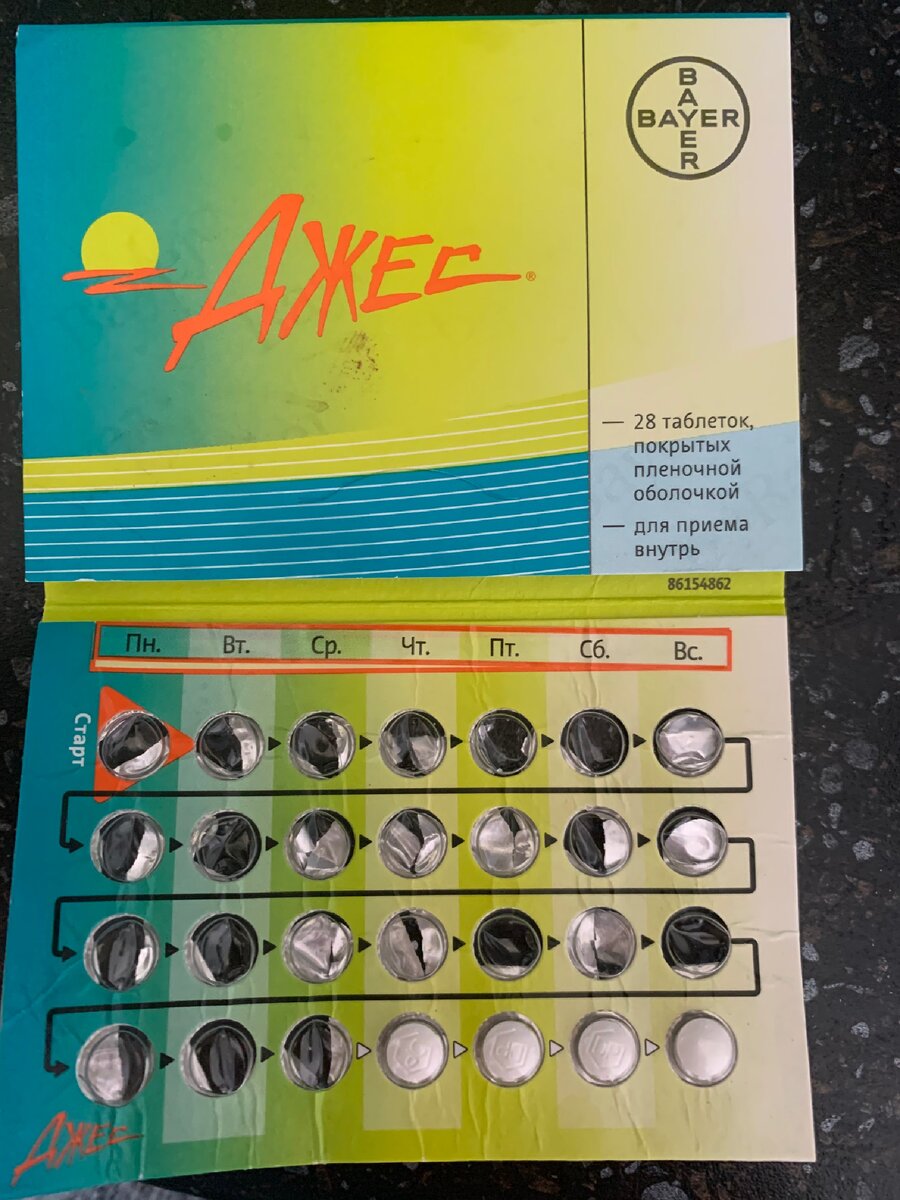 BAYER
BAYER
Джес®
— 28 таблеток,
покрытых
пленочной
оболочкой
— для приема
внутрь
86154862
Пн. Вт. Ср. Чт. Пт. Сб. Вс.
Старт
Джес